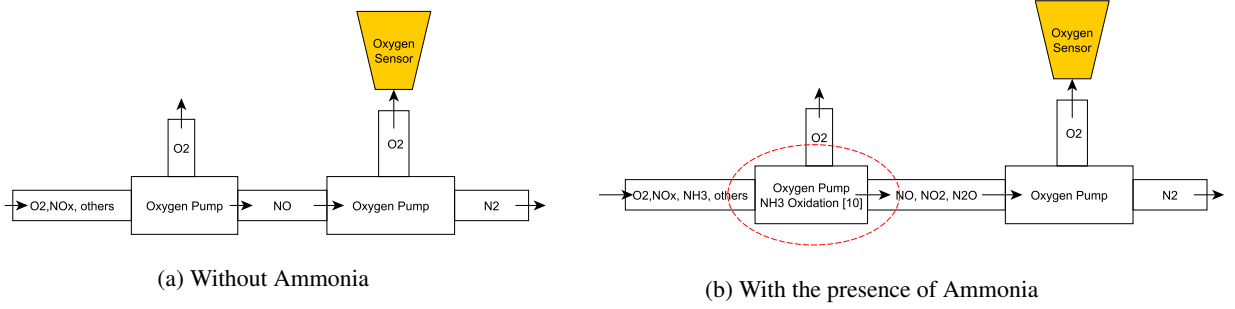 Oxygen
Sensor
O2
O2
O2,NOx, others
Oxygen Pump
NO
Oxygen Pump
N2
(a) Without Ammonia
Oxygen
Sensor
O2
O2
O2,NOx, NH3, others
Oxygen Pump
NH3 Oxidation [10]
NO, NO2, N2O
Oxygen Pump
N2
(b) With the presence of Ammonia